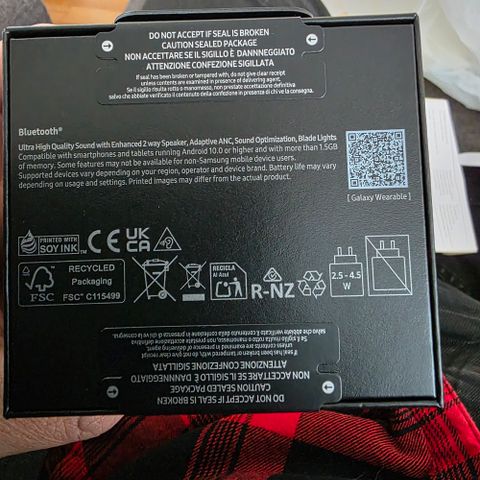 DO NOT ACCEPT IF SEAL IS BROKEN
CAUTION SEALED PACKAGE
NON ACCETTARE SE IL SIGILLO È DANNNEGGIATO
ATTENZIONE CONFEZIONE SIGILLATA
If seal has been broken or tampered with, do not give clear receipt
unless contents are examined in presence of delivering agent.
Se il sigillo risulta rotto o manomesso, non prestate accettazione definitiva
salvo che abbiate verificato il contenuto della confezione in presenza di chi ve la consegna.
Bluetooth®
Ultra High Quality Sound with Enhanced 2 way Speaker, Adaptive ANC, Sound Optimization, Blade Lights
Compatible with smartphones and tablets running Android 10.0 or higher and with more than 1.5GB
of memory. Some features may not be available for non-Samsung mobile device users.
Supported devices vary depending on your region, operator and device brand. Battery life may vary
depending on usage and settings. Printed images may differ from the actual product.
[ Galaxy Wearable ]
PRINTED WITH
SOY INK
CE
UK
CA
FSC
RECYCLED
Packaging
FSC® C115499
RECICLA
Al Azul
R-NZ
2.5 - 4.5
W
DO NOT ACCEPT IF SEAL IS BROKEN
CAUTION SEALED PACKAGE
NON ACCETTARE SE IL SIGILLO È DANNNEGGIATO
ATTENZIONE CONFEZIONE SIGILLATA
If seal has been broken or tampered with, do not give clear receipt
unless contents are examined in presence of delivering agent.
Se il sigillo risulta rotto o manomesso, non prestate accettazione definitiva
salvo che abbiate verificato il contenuto della confezione in presenza di chi ve la consegna.